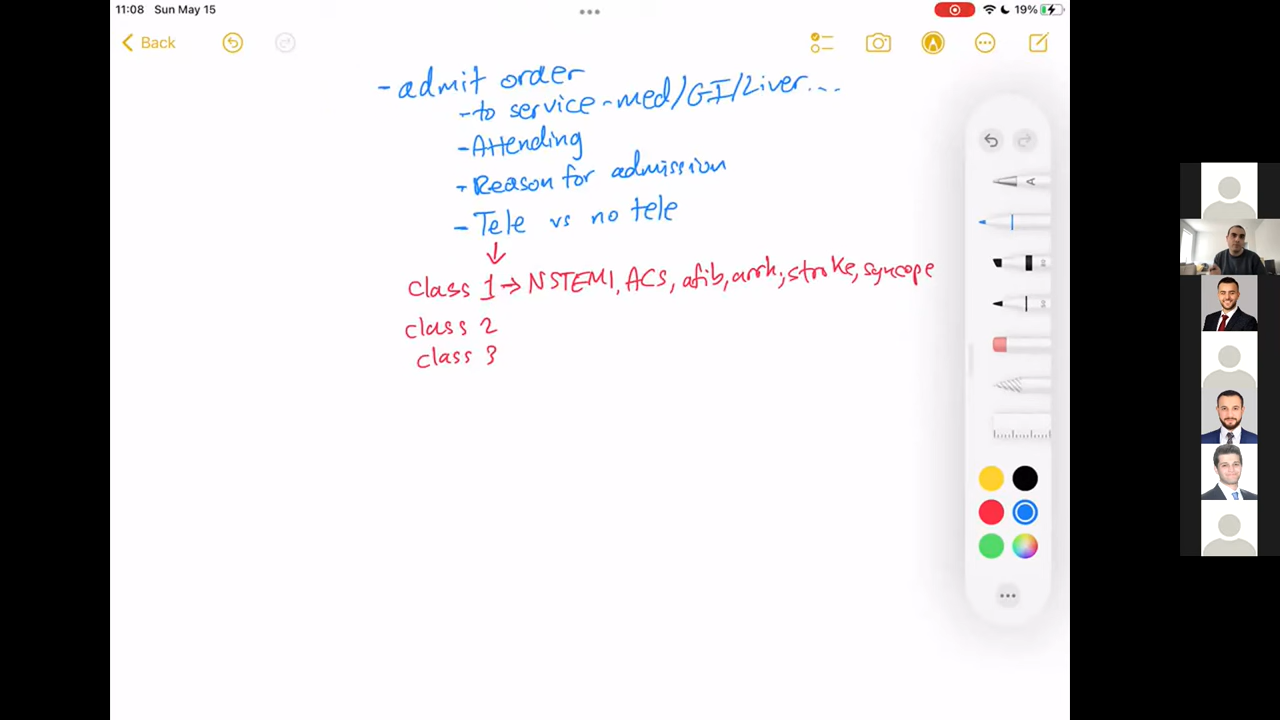 11:08 Sun May 15
19%
Back
- admit order
- to service - med/GI/Liver...
- Attending
- Reason for admission
- Tele vs no tele
Class 1 → NSTEMI, ACS, afib, arrh, stroke, syncope
class 2
class 3